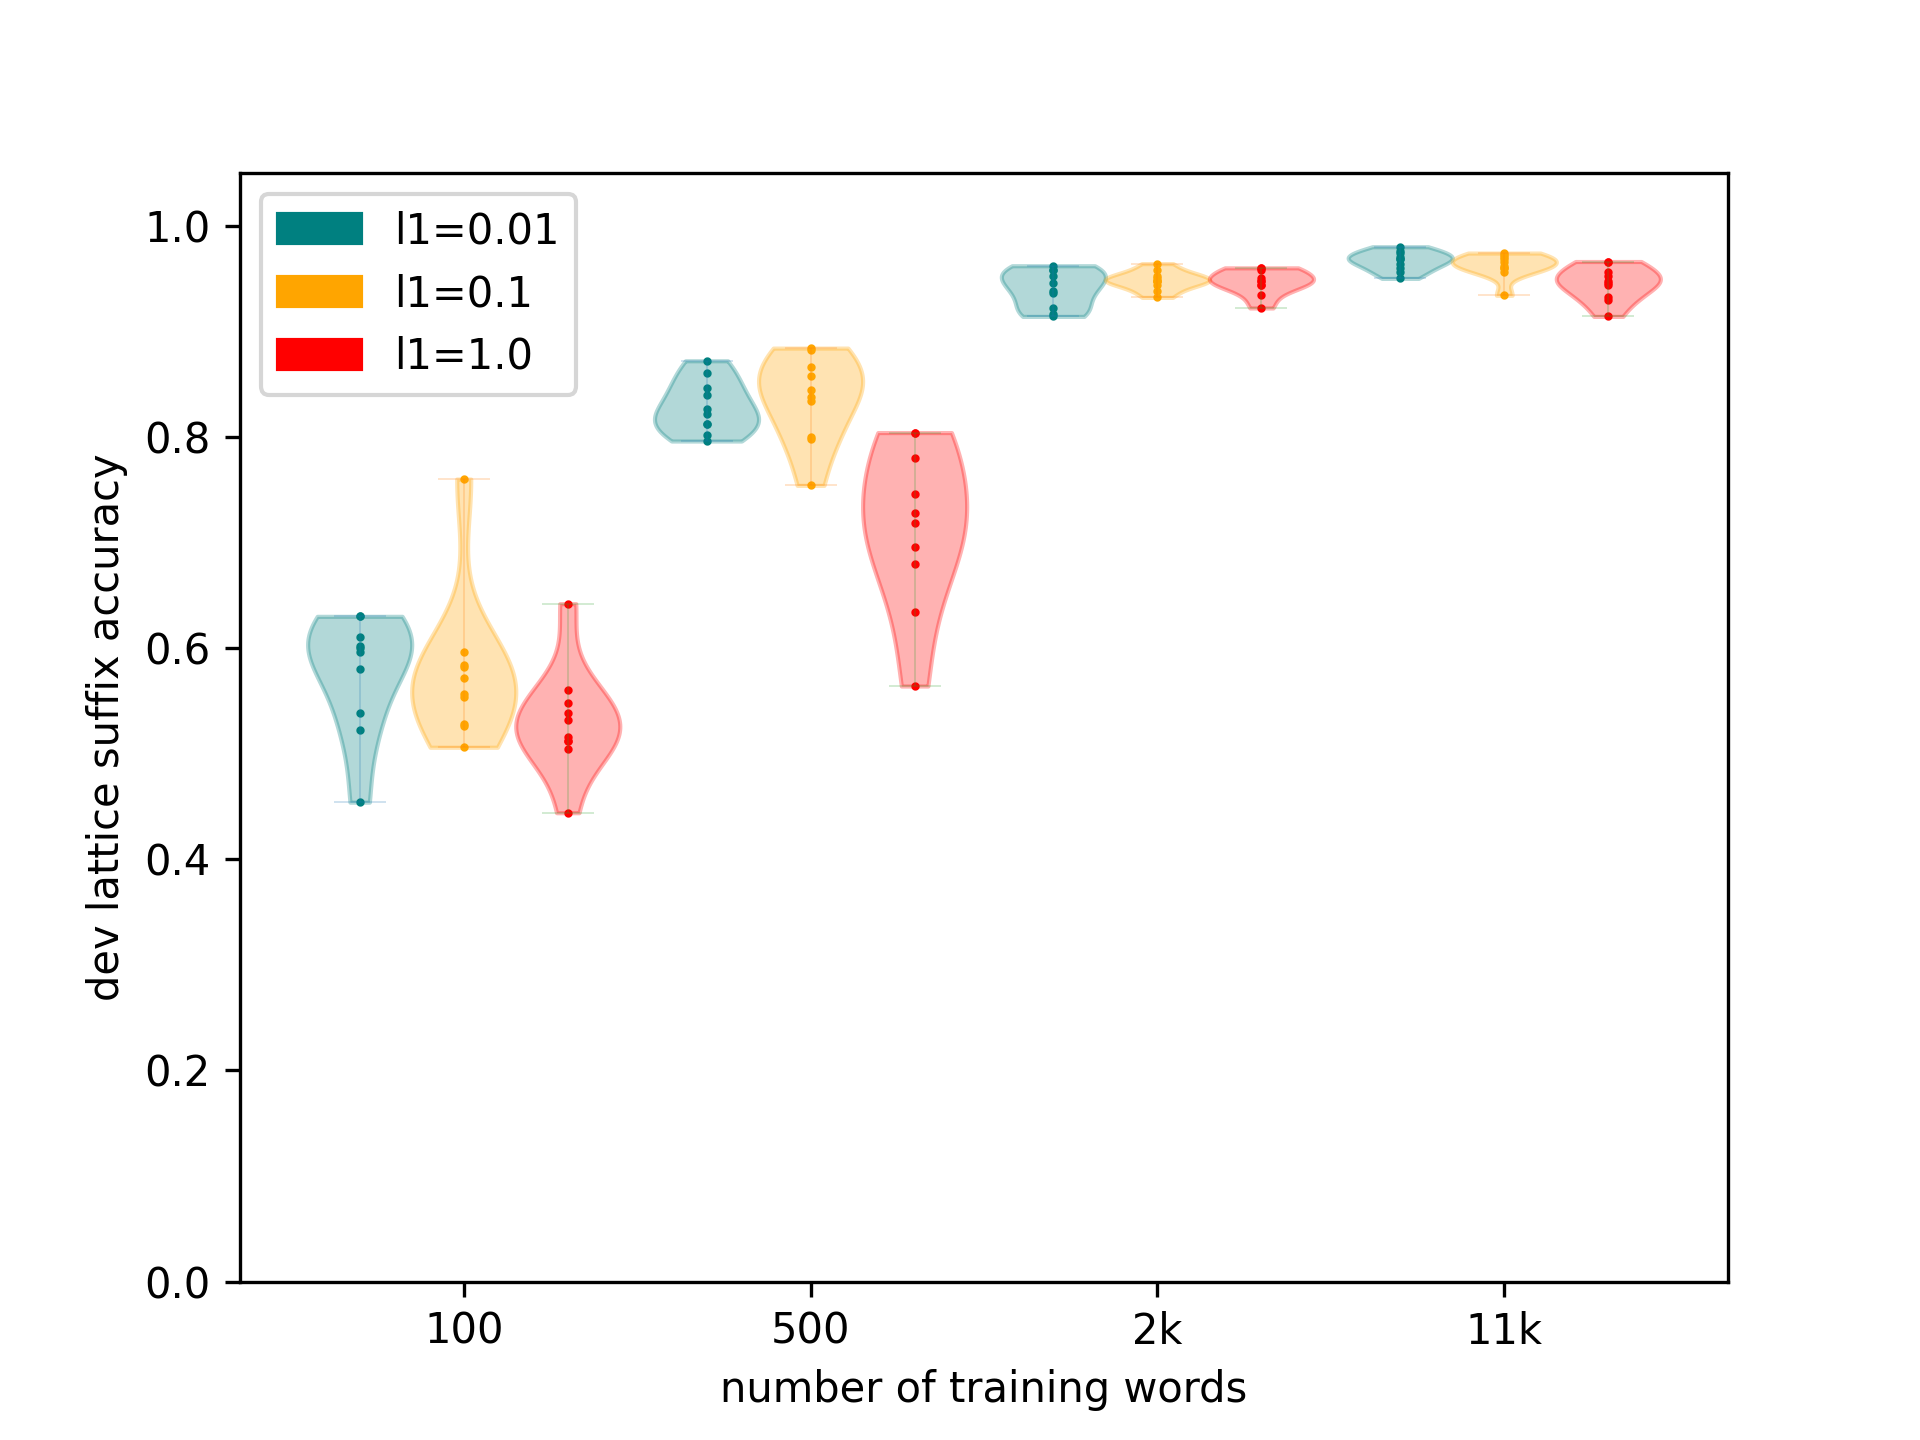 l1=0.01
l1=0.1
l1=1.0
1.0
0.8
0.6
0.4
0.2
0.0
dev lattice suffix accuracy
100 500 2k 11k
number of training words